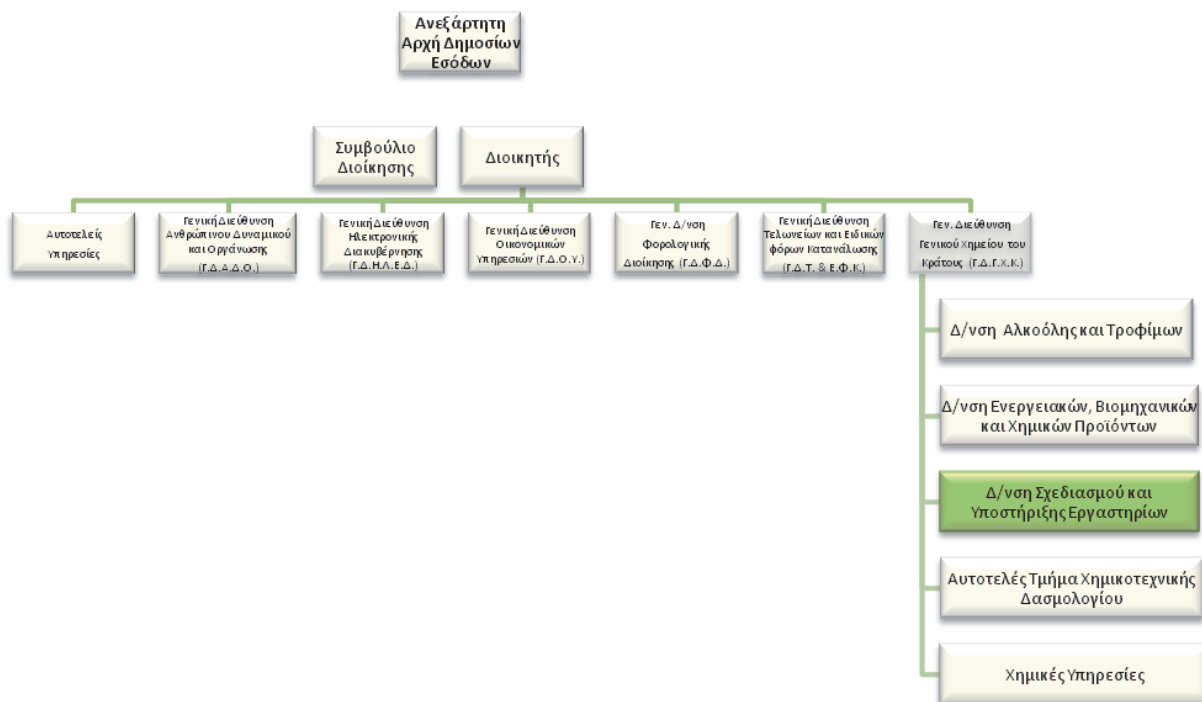 Ανεξάρτητη
Αρχή Δημοσίων
Εσόδων
Συμβούλιο
Διοίκησης
Διοικητής
Αυτοτελείς
Υπηρεσίες
Γενική Διεύθυνση
Ανθρώπινου Δυναμικού
και Οργάνωσης
(Γ.Δ.Α.Δ.Ο.)
Γενική Διεύθυνση
Ηλεκτρονικής
Διακυβέρνησης
(Γ.Δ.Η.Λ.Ε.Δ.)
Γενική Διεύθυνση
Οικονομικών
Υπηρεσιών (Γ.Δ.Ο.Υ.)
Γεν. Δ/νση
Φορολογικής
Διοίκησης (Γ.Δ.Φ.Δ.)
Γενική Διεύθυνση
Τελωνείων και Ειδικών
φόρων Κατανάλωσης
(Γ.Δ.Τ. & Ε.Φ.Κ.)
Γεν. Διεύθυνση
Γενικού Χημείου του
Κράτους (Γ.Δ.Γ.Χ.Κ.)
Δ/νση Αλκοόλης και Τροφίμων
Δ/νση Ενεργειακών, Βιομηχανικών
και Χημικών Προϊόντων
Δ/νση Σχεδιασμού και
Υποστήριξης Εργαστηρίων
Αυτοτελές Τμήμα Χημικοτεχνικής
Δασμολογίου
Χημικές Υπηρεσίες